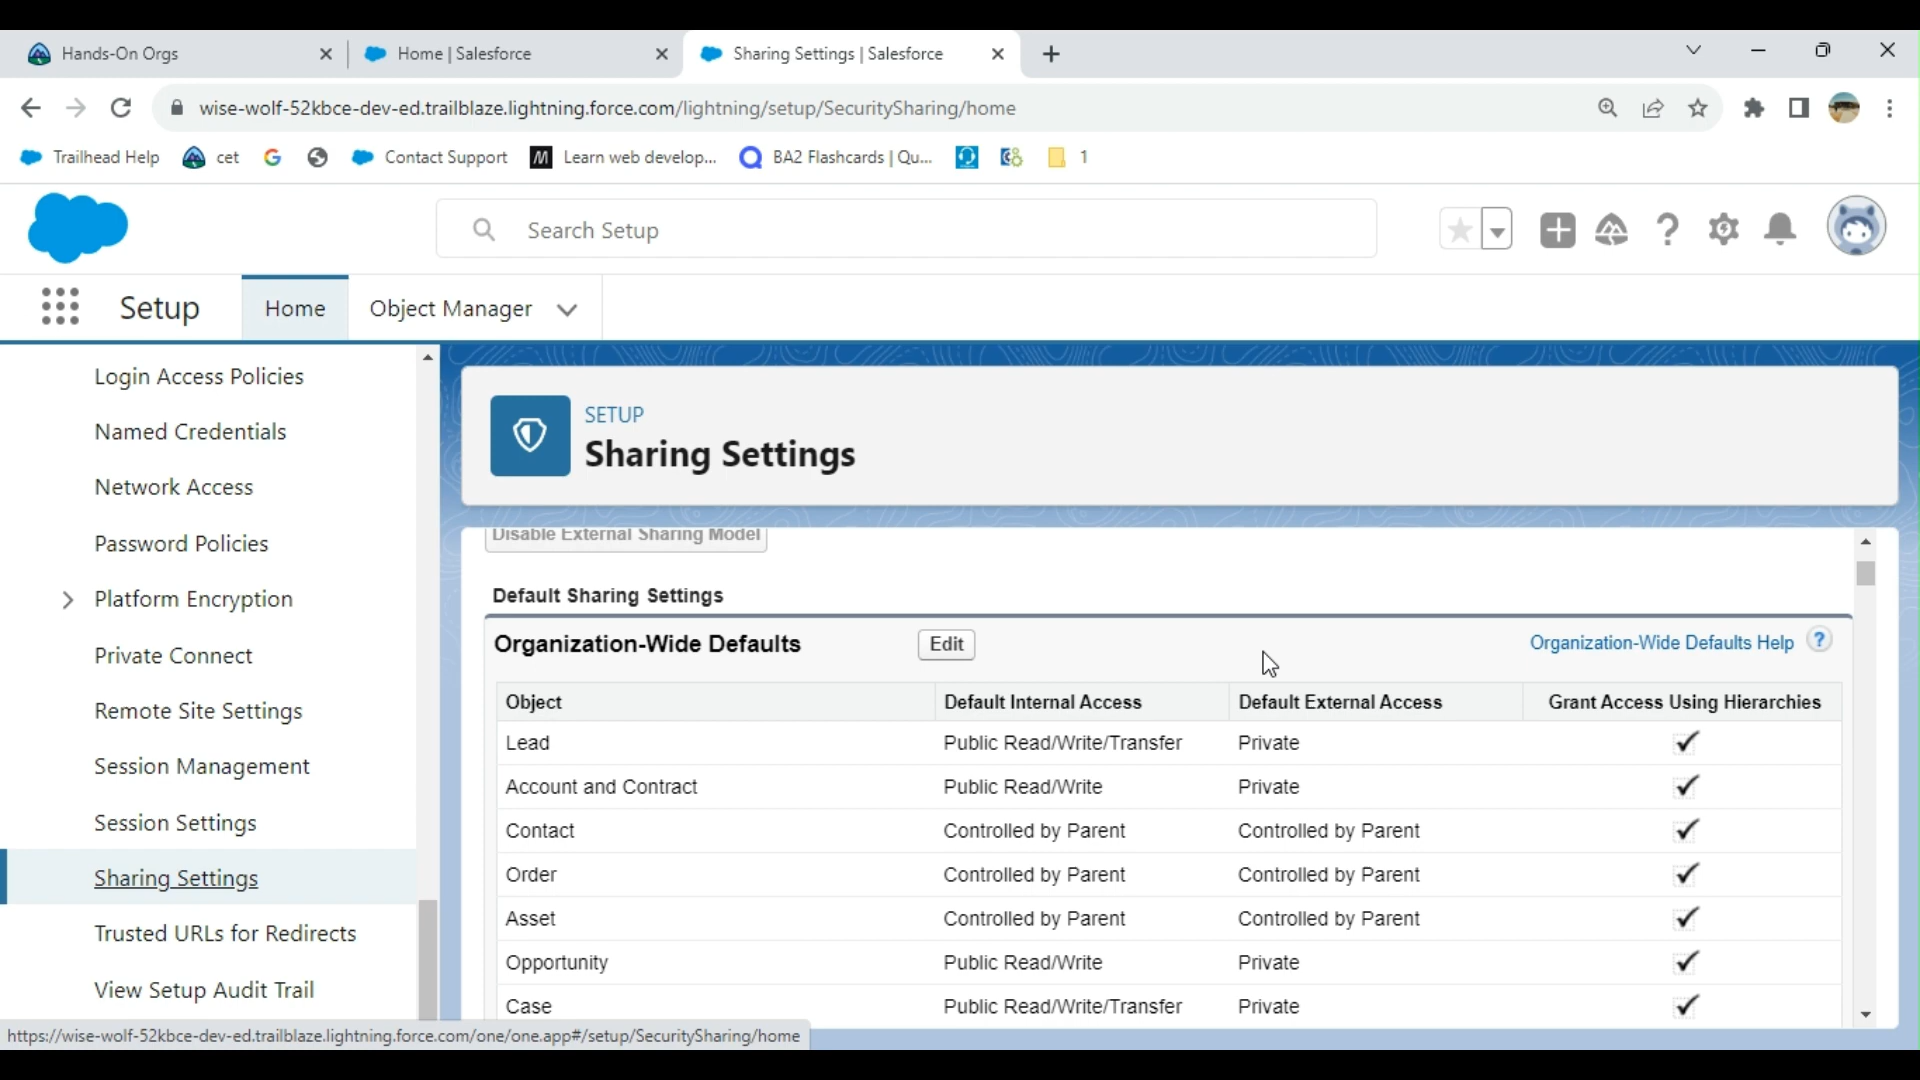 Hands-On Orgs
Home | Salesforce
Sharing Settings | Salesforce
wise-wolf-52kbce-dev-ed.trailblaze.lightning.force.com/lightning/setup/SecuritySharing/home
Trailhead Help cet Contact Support Learn web develop... BA2 Flashcards | Qu... 1
Search Setup
Setup Home Object Manager
Login Access Policies
Named Credentials
Network Access
Password Policies
Platform Encryption
Private Connect
Remote Site Settings
Session Management
Session Settings
Sharing Settings
Trusted URLs for Redirects
View Setup Audit Trail
https://wise-wolf-52kbce-dev-ed.trailblaze.lightning.force.com/one/one.app#/setup/SecuritySharing/home
SETUP
Sharing Settings
Disable External Sharing Model
Default Sharing Settings
Organization-Wide Defaults Edit Organization-Wide Defaults Help ?
Object Default Internal Access Default External Access Grant Access Using Hierarchies
Lead Public Read/Write/Transfer Private
Account and Contract Public Read/Write Private
Contact Controlled by Parent Controlled by Parent
Order Controlled by Parent Controlled by Parent
Asset Controlled by Parent Controlled by Parent
Opportunity Public Read/Write Private
Case Public Read/Write/Transfer Private